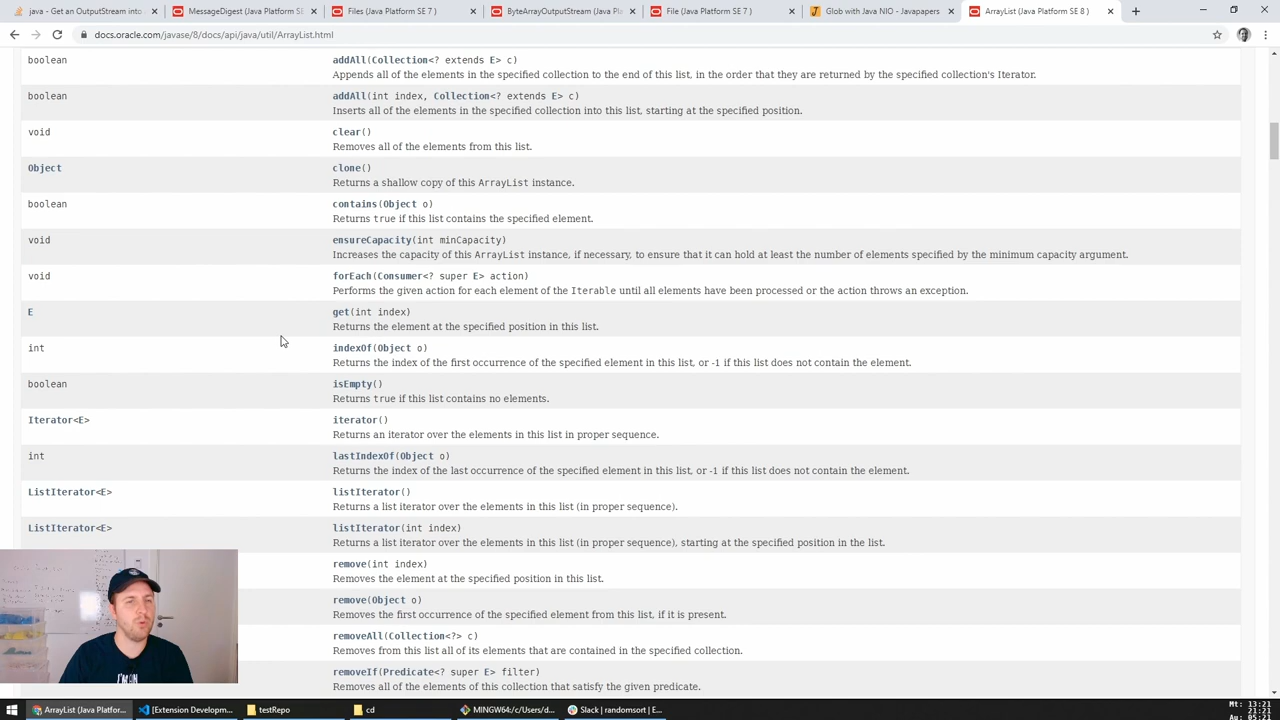 java - Get an OutputStream into
MessageDigest (Java Platform SE
Files (Java Platform SE 7 )
ByteArrayOutputStream (Java Pla
File (Java Platform SE 7 )
Glob with Java NIO - Javapapers
ArrayList (Java Platform SE 8 )
docs.oracle.com/javase/8/docs/api/java/util/ArrayList.html
boolean addAll(Collection<? extends E> c)
Appends all of the elements in the specified collection to the end of this list, in the order that they are returned by the specified collection's Iterator.
boolean addAll(int index, Collection<? extends E> c)
Inserts all of the elements in the specified collection into this list, starting at the specified position.
void clear()
Removes all of the elements from this list.
Object clone()
Returns a shallow copy of this ArrayList instance.
boolean contains(Object o)
Returns true if this list contains the specified element.
void ensureCapacity(int minCapacity)
Increases the capacity of this ArrayList instance, if necessary, to ensure that it can hold at least the number of elements specified by the minimum capacity argument.
void forEach(Consumer<? super E> action)
Performs the given action for each element of the Iterable until all elements have been processed or the action throws an exception.
E get(int index)
Returns the element at the specified position in this list.
int indexOf(Object o)
Returns the index of the first occurrence of the specified element in this list, or -1 if this list does not contain the element.
boolean isEmpty()
Returns true if this list contains no elements.
Iterator<E> iterator()
Returns an iterator over the elements in this list in proper sequence.
int lastIndexOf(Object o)
Returns the index of the last occurrence of the specified element in this list, or -1 if this list does not contain the element.
ListIterator<E> listIterator()
Returns a list iterator over the elements in this list (in proper sequence).
ListIterator<E> listIterator(int index)
Returns a list iterator over the elements in this list (in proper sequence), starting at the specified position in the list.
remove(int index)
Removes the element at the specified position in this list.
remove(Object o)
Removes the first occurrence of the specified element from this list, if it is present.
removeAll(Collection<?> c)
Removes from this list all of its elements that are contained in the specified collection.
removeIf(Predicate<? super E> filter)
Removes all of the elements of this collection that satisfy the given predicate.
I'M AN
ArrayList (Java Platfor...
[Extension Developm...
testRepo
cd
MINGW64:/c/Users/d...
Slack | randomsort | E...
Mt: 13:21
21:21